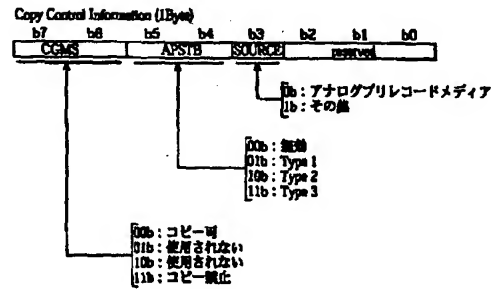 Copy Control Information (1Byte)
b7 b6 b5 b4 b3 b2 b1 b0
CGMS APSTB SOURCE reserved
0b:アナログプリレコードメディア
1b:その他
00b:無効
01b:Type 1
10b:Type 2
11b:Type 3
00b:コピー可
01b:使用されない
10b:使用されない
11b:コピー禁止